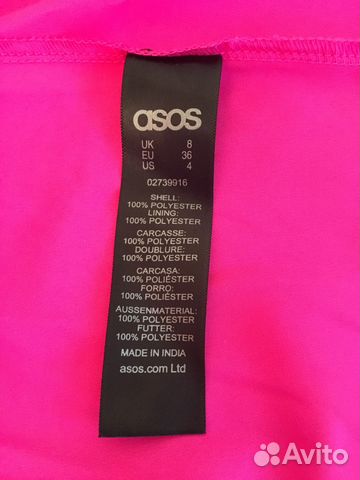 asos
UK 8
EU 36
US 4
02739916
SHELL:
100% POLYESTER
LINING:
100% POLYESTER
CARCASSE:
100% POLYESTER
DOUBLURE:
100% POLYESTER
CARCASA:
100% POLIÉSTER
FORRO:
100% POLIÉSTER
AUSSENMATERIAL:
100% POLYESTER
FUTTER:
100% POLYESTER
MADE IN INDIA
asos.com Ltd
Avito